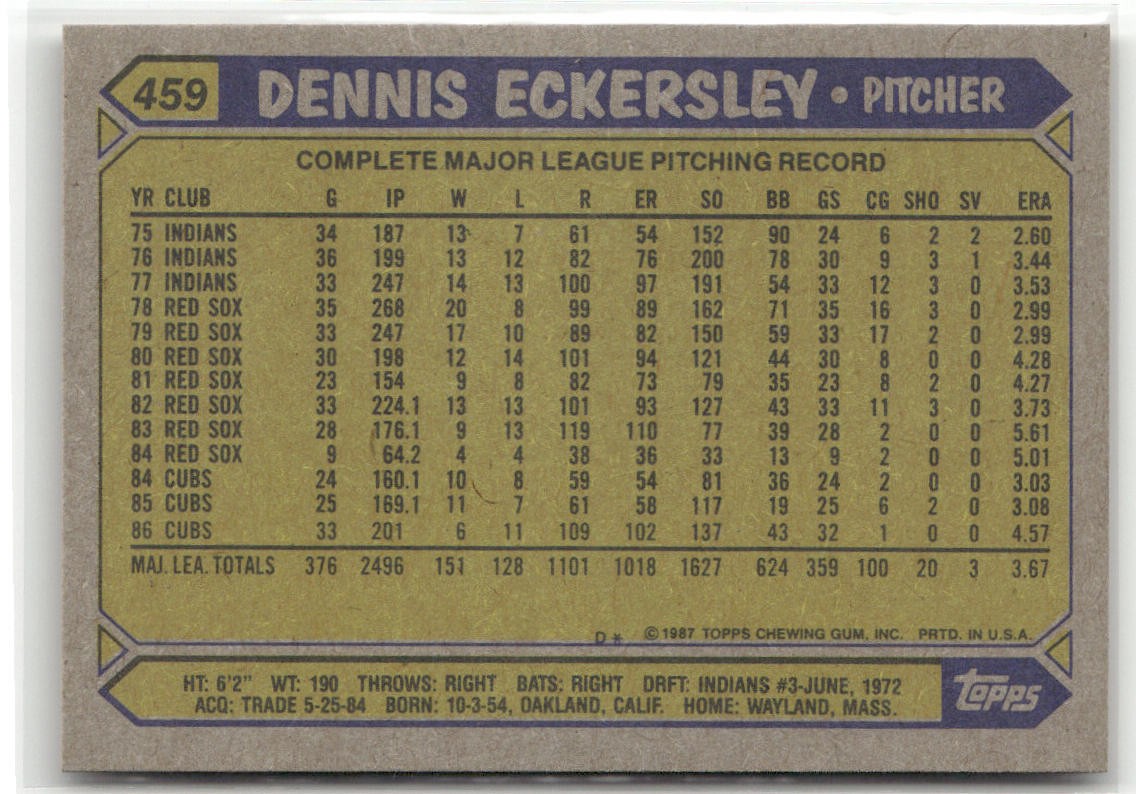 459 DENNIS ECKERSLEY • PITCHER
COMPLETE MAJOR LEAGUE PITCHING RECORD
YR CLUB G IP W L R ER SO BB GS CG SHO SV ERA
75 INDIANS 34 187 13 7 61 54 152 90 24 6 2 2 2.60
76 INDIANS 36 199 13 12 82 76 200 78 30 9 3 1 3.44
77 INDIANS 33 247 14 13 100 97 191 54 33 12 3 0 3.53
78 RED SOX 35 268 20 8 99 89 162 71 35 16 3 0 2.99
79 RED SOX 33 247 17 10 89 82 150 59 33 17 2 0 2.99
80 RED SOX 30 198 12 14 101 94 121 44 30 8 0 0 4.28
81 RED SOX 23 154 9 8 82 73 79 35 23 8 2 0 4.27
82 RED SOX 33 224.1 13 13 101 93 127 43 33 11 3 0 3.73
83 RED SOX 28 176.1 9 13 119 110 77 39 28 2 0 0 5.61
84 RED SOX 9 64.2 4 4 38 36 33 13 9 2 0 0 5.01
84 CUBS 24 160.1 10 8 59 54 81 36 24 2 0 0 3.03
85 CUBS 25 169.1 11 7 61 58 117 19 25 6 2 0 3.08
86 CUBS 33 201 6 11 109 102 137 43 32 1 0 0 4.57
MAJ. LEA. TOTALS 376 2496 151 128 1101 1018 1627 624 359 100 20 3 3.67
D* ©1987 TOPPS CHEWING GUM, INC. PRTD. IN U.S.A.
HT: 6'2" WT: 190 THROWS: RIGHT BATS: RIGHT DRFT: INDIANS #3-JUNE, 1972
ACQ: TRADE 5-25-84 BORN: 10-3-54, OAKLAND, CALIF. HOME: WAYLAND, MASS.
topps